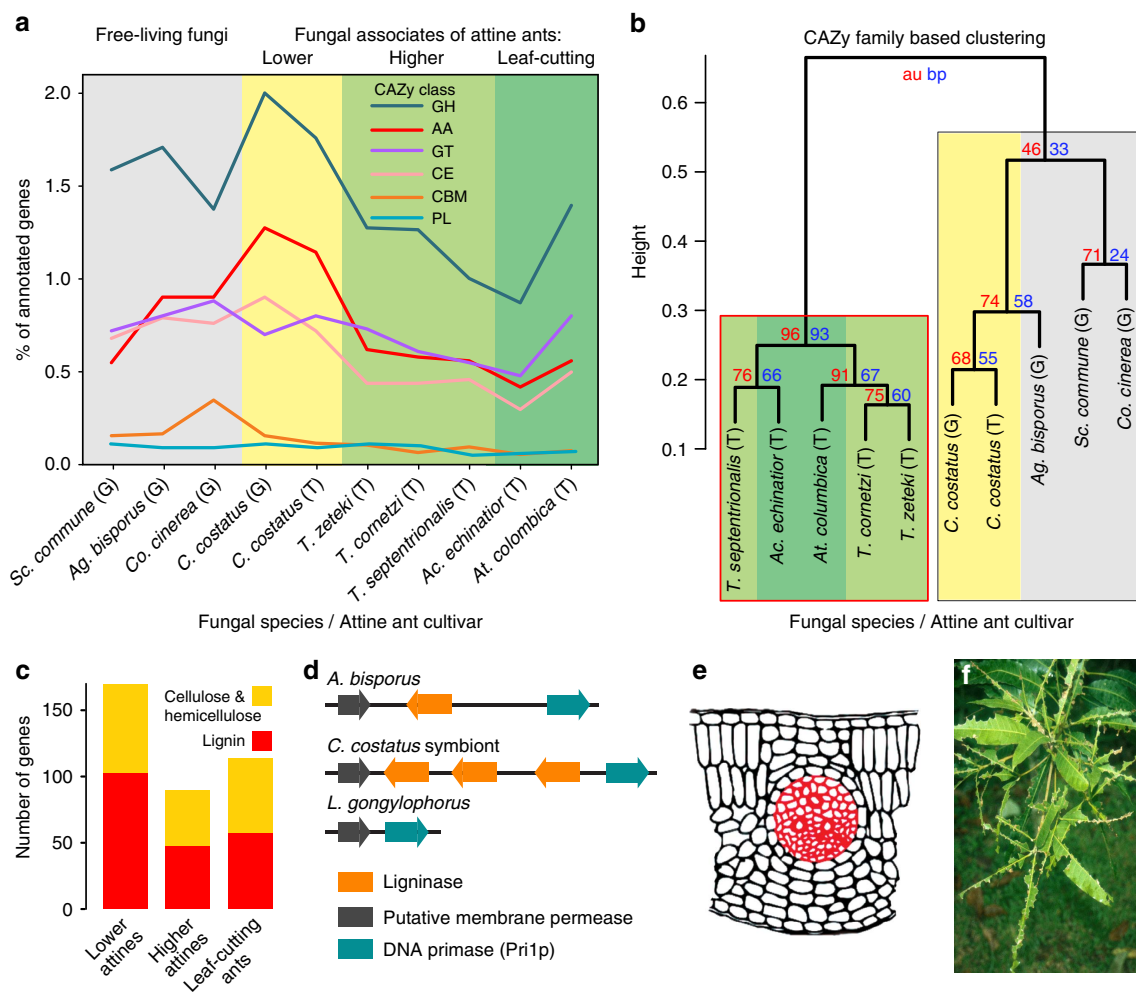 a
Free-living fungi
Fungal associates of attine ants:
Lower
Higher
Leaf-cutting
CAZy class
GH
AA
GT
CE
CBM
PL
% of annotated genes
2.0
1.5
1.0
0.5
0.0
Sc. commune (G)
Ag. bisporus (G)
Co. cinerea (G)
C. costatus (G)
C. costatus (T)
T. zeteki (T)
T. cornetzi (T)
T. septentrionalis (T)
Ac. echinatior (T)
At. colombica (T)
Fungal species / Attine ant cultivar
b
CAZy family based clustering
au bp
Height
0.6
0.5
0.4
0.3
0.2
0.1
46 33
71 24
74 58
68 55
96 93
76 66
91 67
75 60
T. septentrionalis (T)
Ac. echinatior (T)
At. columbica (T)
T. cornetzi (T)
T. zeteki (T)
C. costatus (G)
C. costatus (T)
Ag. bisporus (G)
Sc. commune (G)
Co. cinerea (G)
Fungal species / Attine ant cultivar
c
Cellulose &
hemicellulose
Lignin
Number of genes
150
100
50
0
Lower
attines
Higher
attines
Leaf-cutting
ants
d
A. bisporus
C. costatus symbiont
L. gongylophorus
Ligninase
Putative membrane permease
DNA primase (Pri1p)
e
f